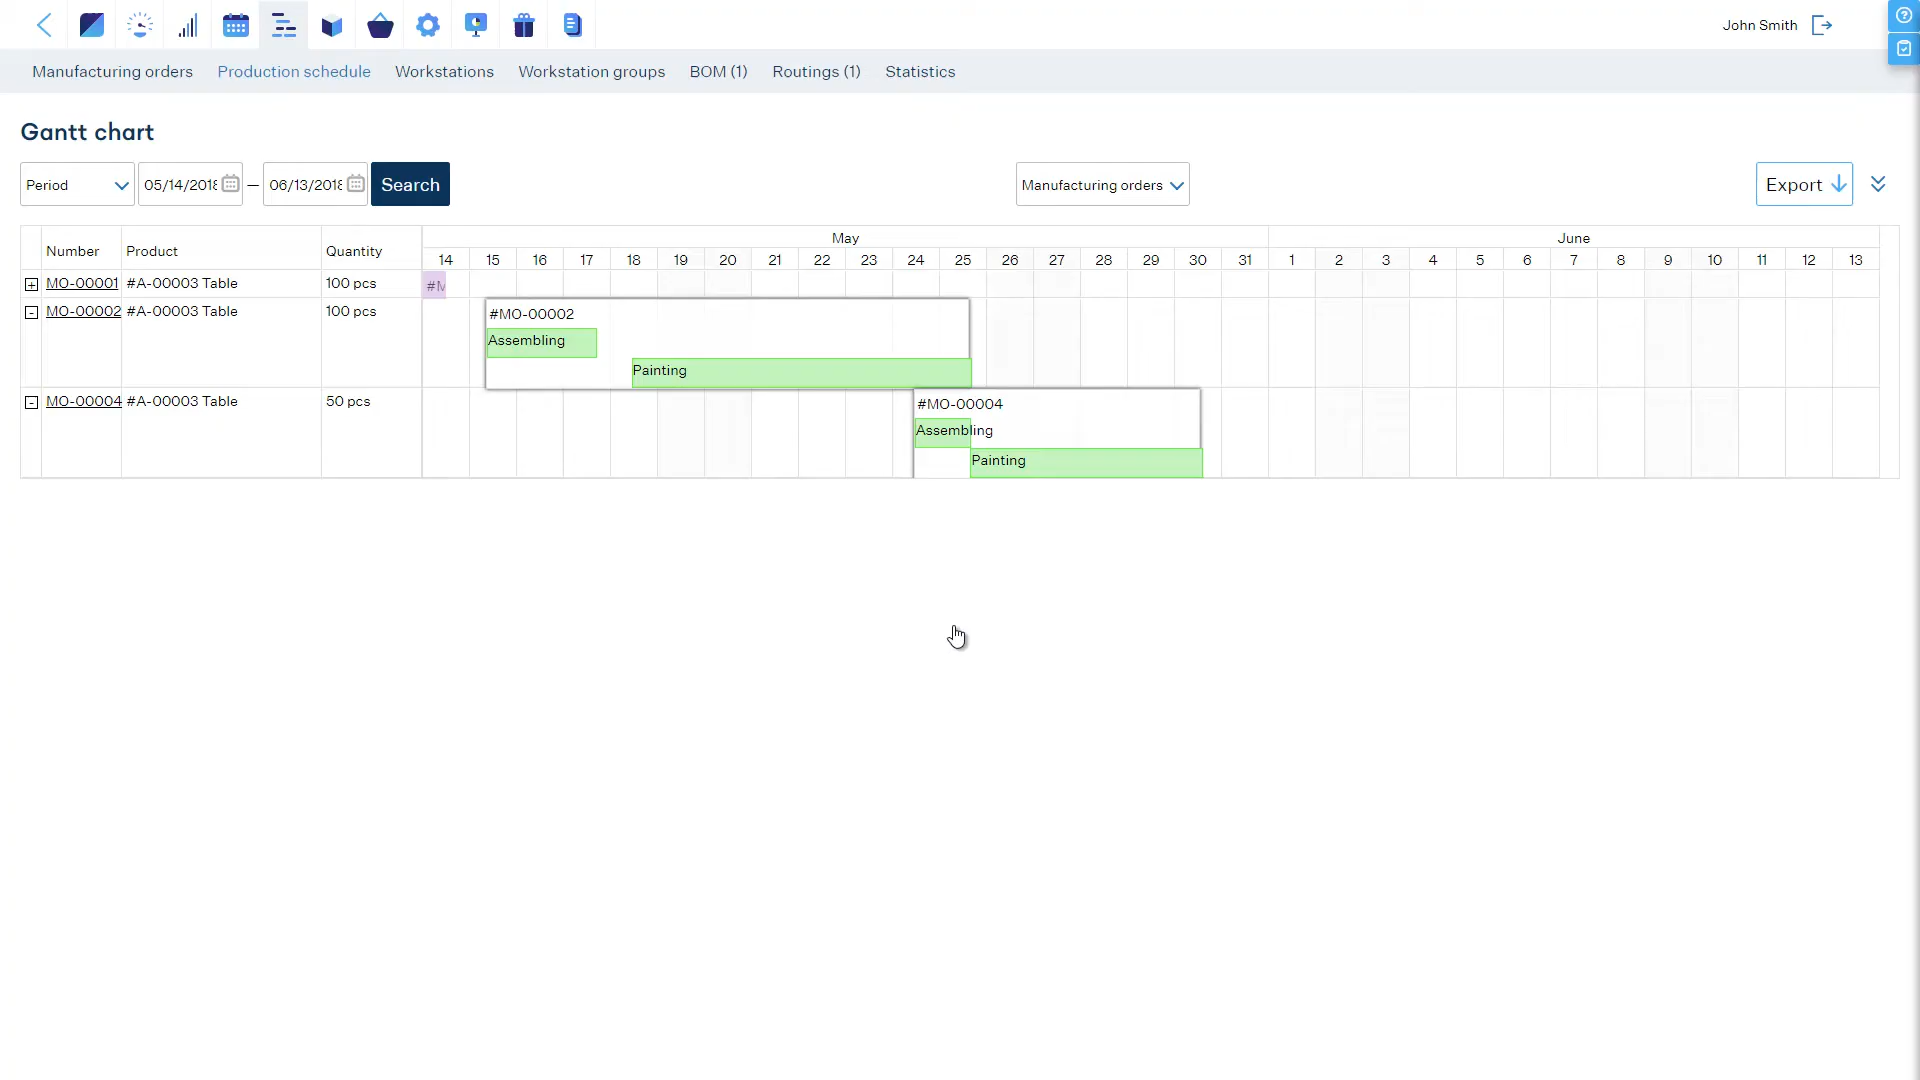 John Smith
Manufacturing orders Production schedule Workstations Workstation groups BOM (1) Routings (1) Statistics
Gantt chart
Period 05/14/2018 — 06/13/2018 Search Manufacturing orders Export
May June
Number Product Quantity
14 15 16 17 18 19 20 21 22 23 24 25 26 27 28 29 30 31 1 2 3 4 5 6 7 8 9 10 11 12 13
MO-00001 #A-00003 Table 100 pcs #M
MO-00002 #A-00003 Table 100 pcs #MO-00002
Assembling
Painting
MO-00004 #A-00003 Table 50 pcs #MO-00004
Assembling
Painting